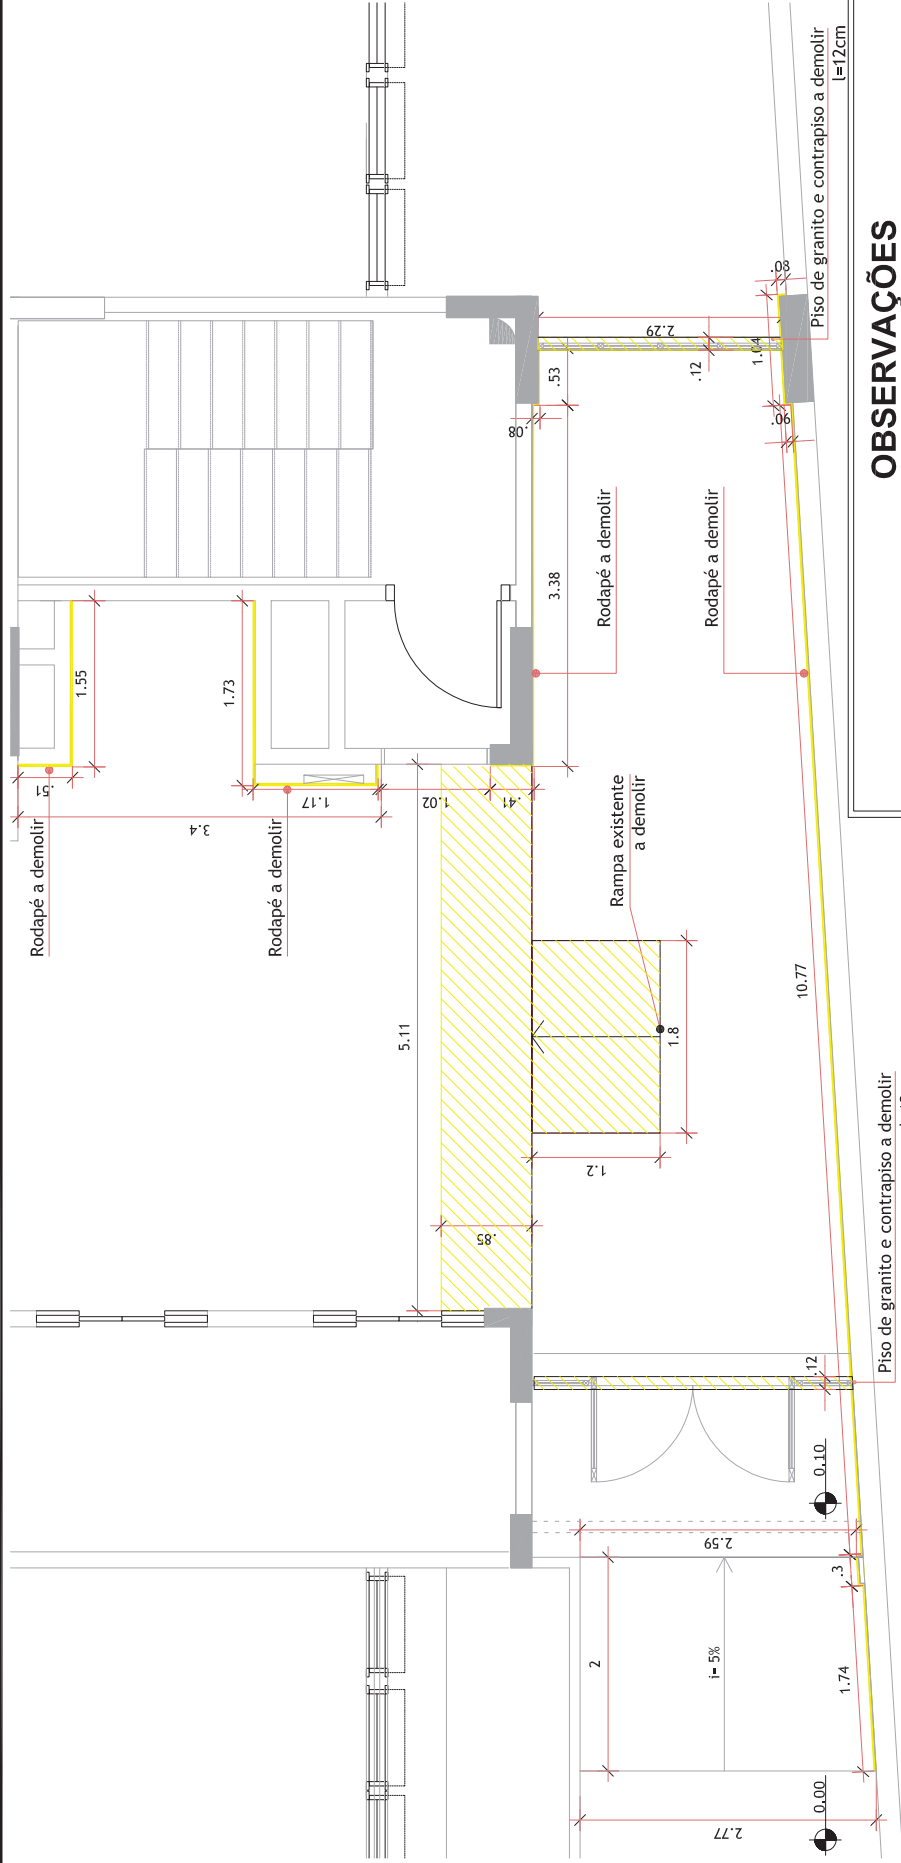 Piso de granito e contrapiso a demolir
l=12cm
OBSERVAÇÕES
.08
2.29
1.04
.12
.53
.08
.06
3.38
Rodapé a demolir
Rodapé a demolir
1.55
1.73
.51
1.17
1.02
.41
3.4
Rodapé a demolir
Rodapé a demolir
Rampa existente
a demolir
5.11
1.8
10.77
1.2
.85
Piso de granito e contrapiso a demolir
.12
0.10
2.59
.3
2
i= 5%
1.74
0.00
2.77